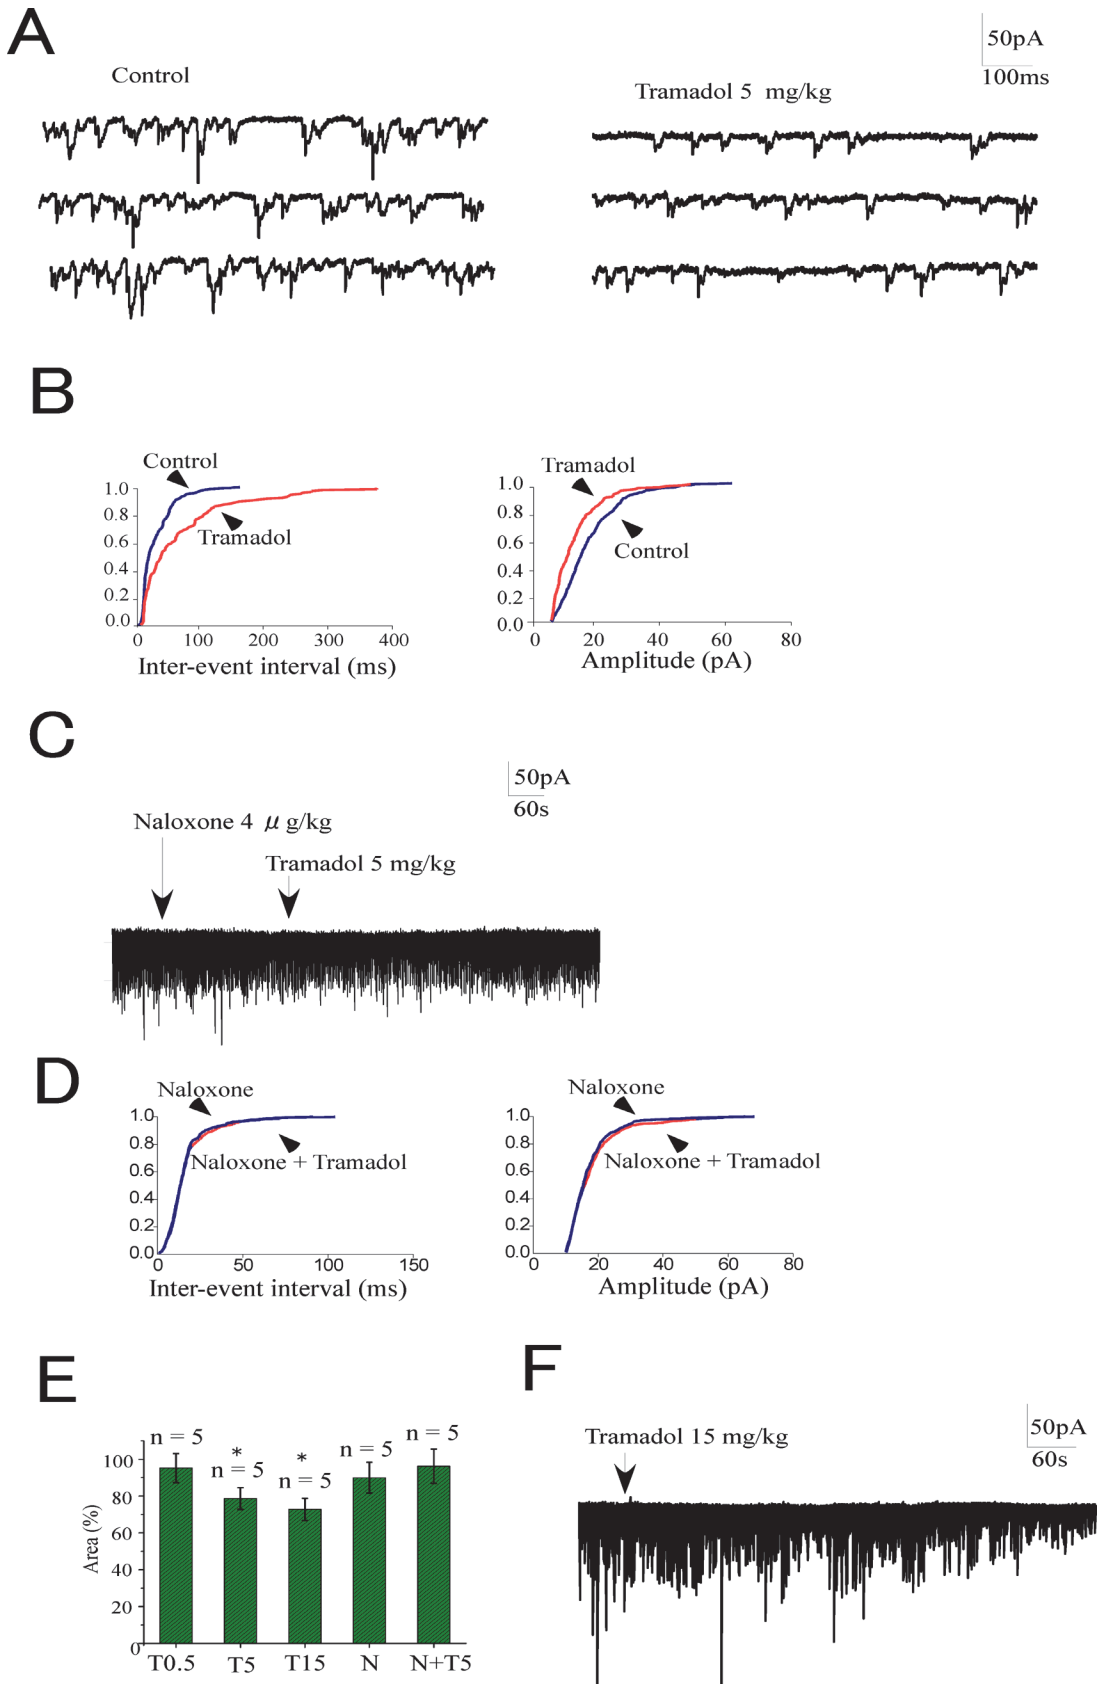 A
50pA
100ms
Control
Tramadol 5 mg/kg
B
Control
Tramadol
1.0
0.8
0.6
0.4
0.2
0.0
0 100 200 300 400
Inter-event interval (ms)
Tramadol
Control
1.0
0.8
0.6
0.4
0.2
0.0
0 20 40 60 80
Amplitude (pA)
C
50pA
60s
Naloxone 4 μ g/kg
Tramadol 5 mg/kg
D
Naloxone
Naloxone + Tramadol
1.0
0.8
0.6
0.4
0.2
0.0
0 50 100 150
Inter-event interval (ms)
Naloxone
Naloxone + Tramadol
1.0
0.8
0.6
0.4
0.2
0.0
0 20 40 60 80
Amplitude (pA)
E
n = 5
*
n = 5
*
n = 5
n = 5
n = 5
100
80
60
40
20
0
Area (%)
T0.5 T5 T15 N N+T5
F
50pA
60s
Tramadol 15 mg/kg